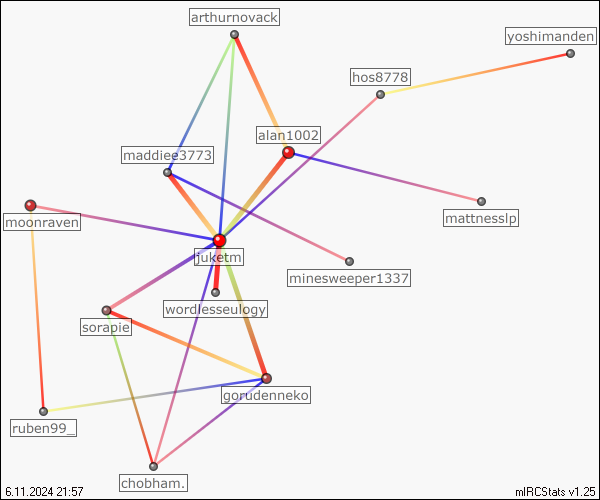 arthurnovack
yoshimanden
hos8778
alan1002
maddiee3773
moonraven
mattnesslp
juketm
minesweeper1337
wordlesseulogy
sorapie
gorudenneko
ruben99_
chobham.
6.11.2024 21:57
mIRCStats v1.25